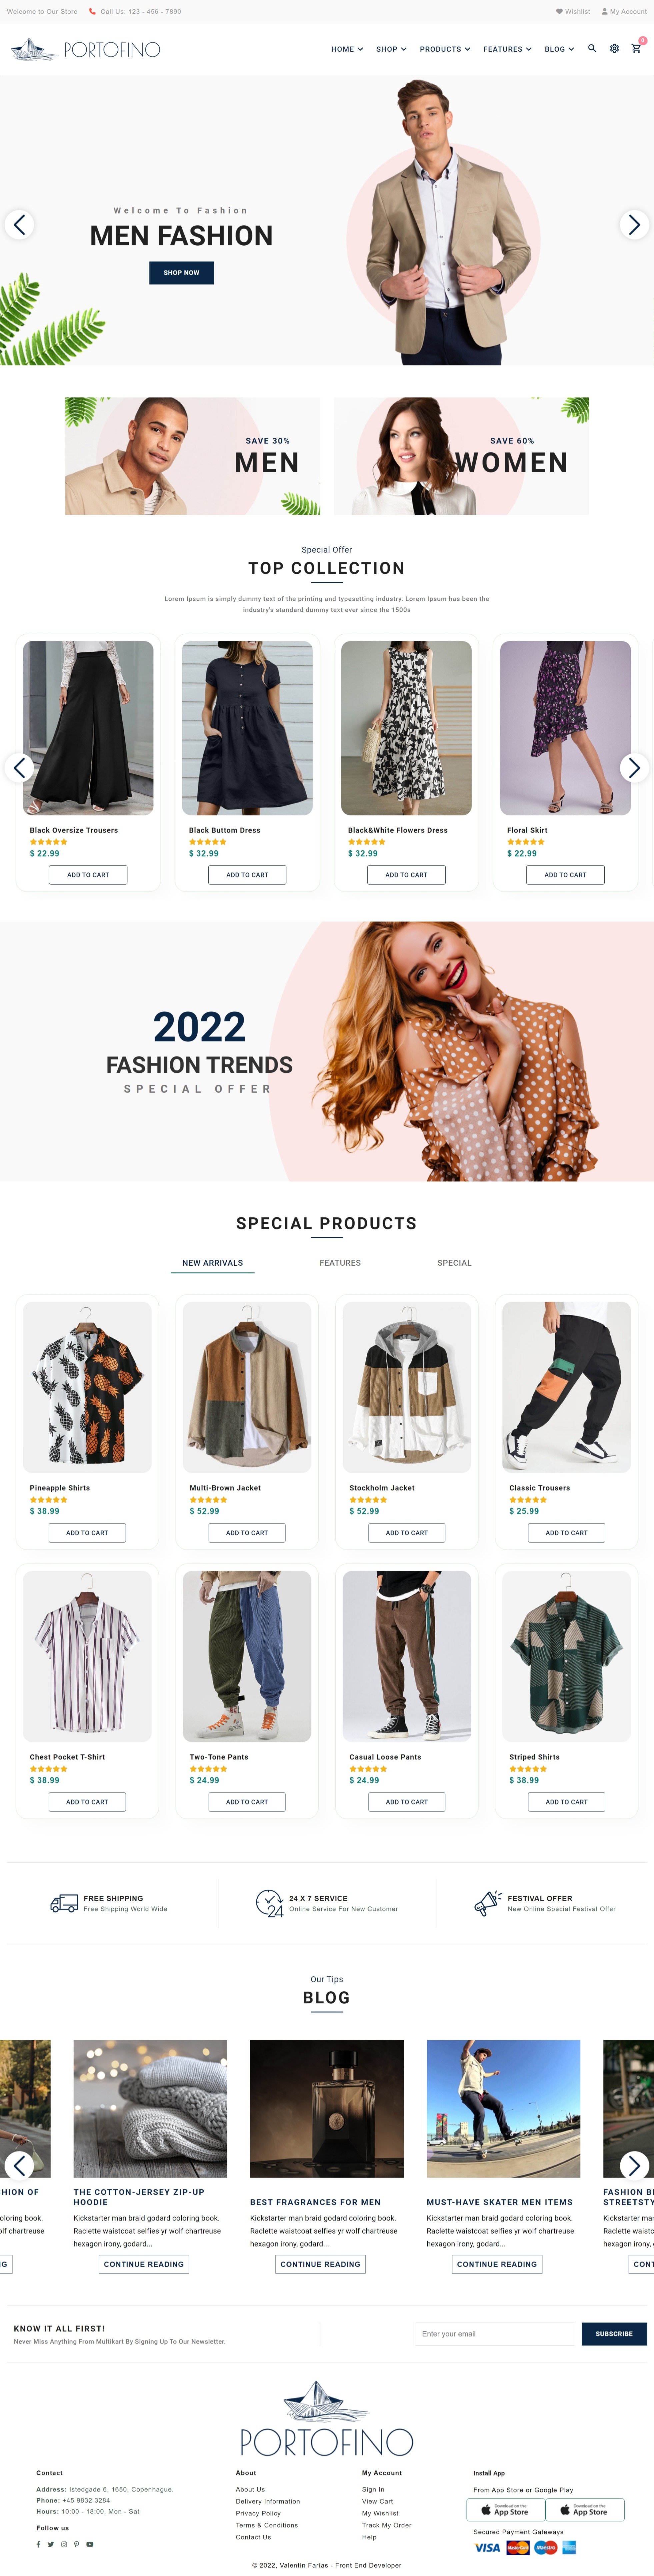 Welcome to Our Store
Call Us: 123 - 456 - 7890
Wishlist
My Account
PORTOFINO
HOME
SHOP
PRODUCTS
FEATURES
BLOG
0
Welcome To Fashion
MEN FASHION
SHOP NOW
SAVE 30%
MEN
SAVE 60%
WOMEN
Special Offer
TOP COLLECTION
Lorem Ipsum is simply dummy text of the printing and typesetting industry. Lorem Ipsum has been the
industry's standard dummy text ever since the 1500s
Black Oversize Trousers
$ 22.99
ADD TO CART
Black Buttom Dress
$ 32.99
ADD TO CART
Black&White Flowers Dress
$ 32.99
ADD TO CART
Floral Skirt
$ 22.99
ADD TO CART
2022
FASHION TRENDS
SPECIAL OFFER
SPECIAL PRODUCTS
NEW ARRIVALS
FEATURES
SPECIAL
Pineapple Shirts
$ 38.99
ADD TO CART
Multi-Brown Jacket
$ 52.99
ADD TO CART
Stockholm Jacket
$ 52.99
ADD TO CART
Classic Trousers
$ 25.99
ADD TO CART
Chest Pocket T-Shirt
$ 38.99
ADD TO CART
Two-Tone Pants
$ 24.99
ADD TO CART
Casual Loose Pants
$ 24.99
ADD TO CART
Striped Shirts
$ 38.99
ADD TO CART
FREE SHIPPING
Free Shipping World Wide
24
24 X 7 SERVICE
Online Service For New Customer
FESTIVAL OFFER
New Online Special Festival Offer
Our Tips
BLOG
HION OF
oloring book.
olf chartreuse
G
THE COTTON-JERSEY ZIP-UP
HOODIE
Kickstarter man braid godard coloring book.
Raclette waistcoat selfies yr wolf chartreuse
hexagon irony, godard...
CONTINUE READING
BEST FRAGRANCES FOR MEN
Kickstarter man braid godard coloring book.
Raclette waistcoat selfies yr wolf chartreuse
hexagon irony, godard...
CONTINUE READING
MUST-HAVE SKATER MEN ITEMS
Kickstarter man braid godard coloring book.
Raclette waistcoat selfies yr wolf chartreuse
hexagon irony, godard...
CONTINUE READING
FASHION B
STREETSTY
Kickstarter ma
Raclette waistc
hexagon irony,
CONT
KNOW IT ALL FIRST!
Never Miss Anything From Multikart By Signing Up To Our Newsletter.
Enter your email
SUBSCRIBE
PORTOFINO
Contact
Address: Istedgade 6, 1650, Copenhague.
Phone: +45 9832 3284
Hours: 10:00 - 18:00, Mon - Sat
Follow us
About
About Us
Delivery Information
Privacy Policy
Terms & Conditions
Contact Us
My Account
Sign In
View Cart
My Wishlist
Track My Order
Help
Install App
From App Store or Google Play
Download on the
App Store
Download on the
App Store
Secured Payment Gateways
VISA
MasterCard
Maestro
© 2022, Valentin Farias - Front End Developer